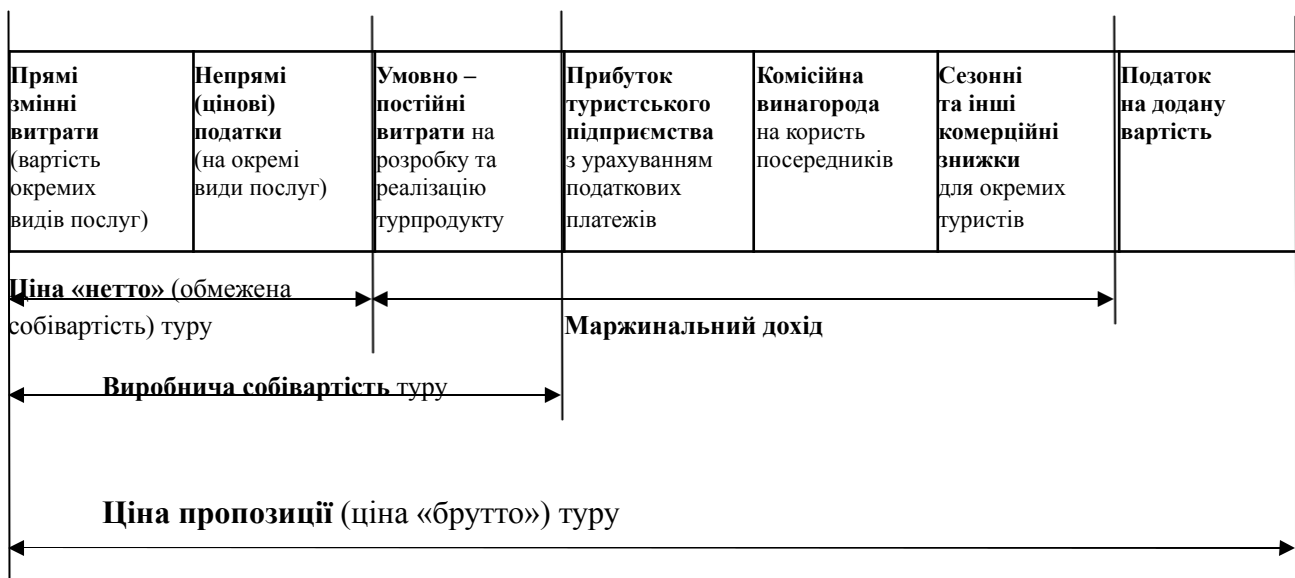 Прямі
змінні
витрати
(вартість
окремих
видів послуг)
Непрямі
(цінові)
податки
(на окремі
види послуг)
Умовно –
постійні
витрати на
розробку та
реалізацію
турпродукту
Прибуток
туристського
підприємства
з урахуванням
податкових
платежів
Комісійна
винагорода
на користь
посередників
Сезонні
та інші
комерційні
знижки
для окремих
туристів
Податок
на додану
вартість
Ціна «нетто» (обмежена
собівартість) туру
Маржинальний дохід
Виробнича собівартість туру
Ціна пропозиції (ціна «брутто») туру